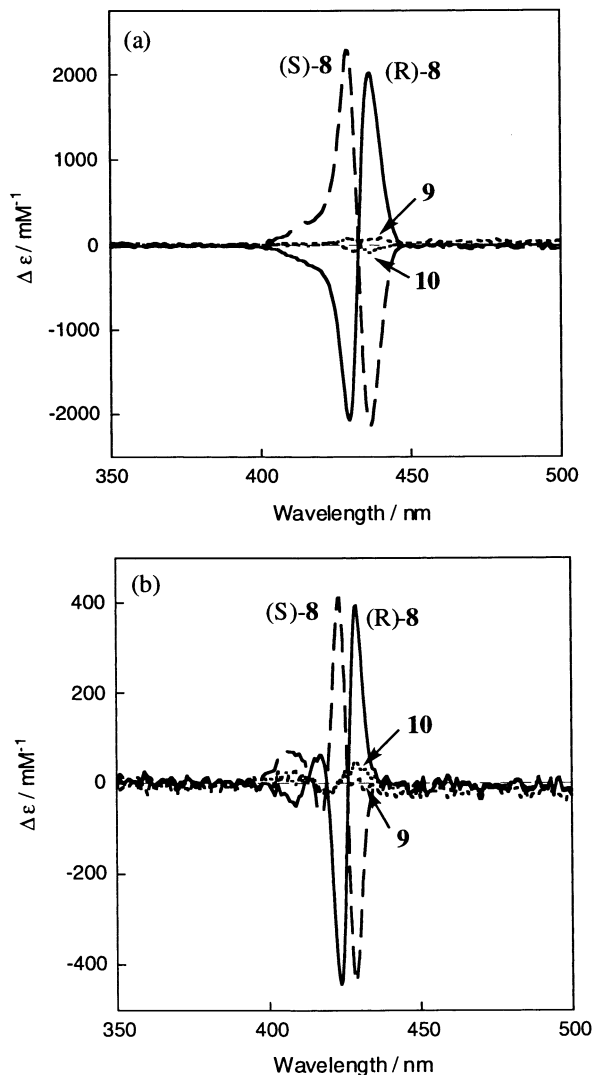 (a)
(S)-8 (R)-8
2000
1000
9
0
10
-1000
-2000
Δ ε / mM-1
350 400 450 500
Wavelength / nm
(b)
400
(S)-8 (R)-8
200
10
0
9
-200
-400
Δ ε / mM-1
350 400 450 500
Wavelength / nm